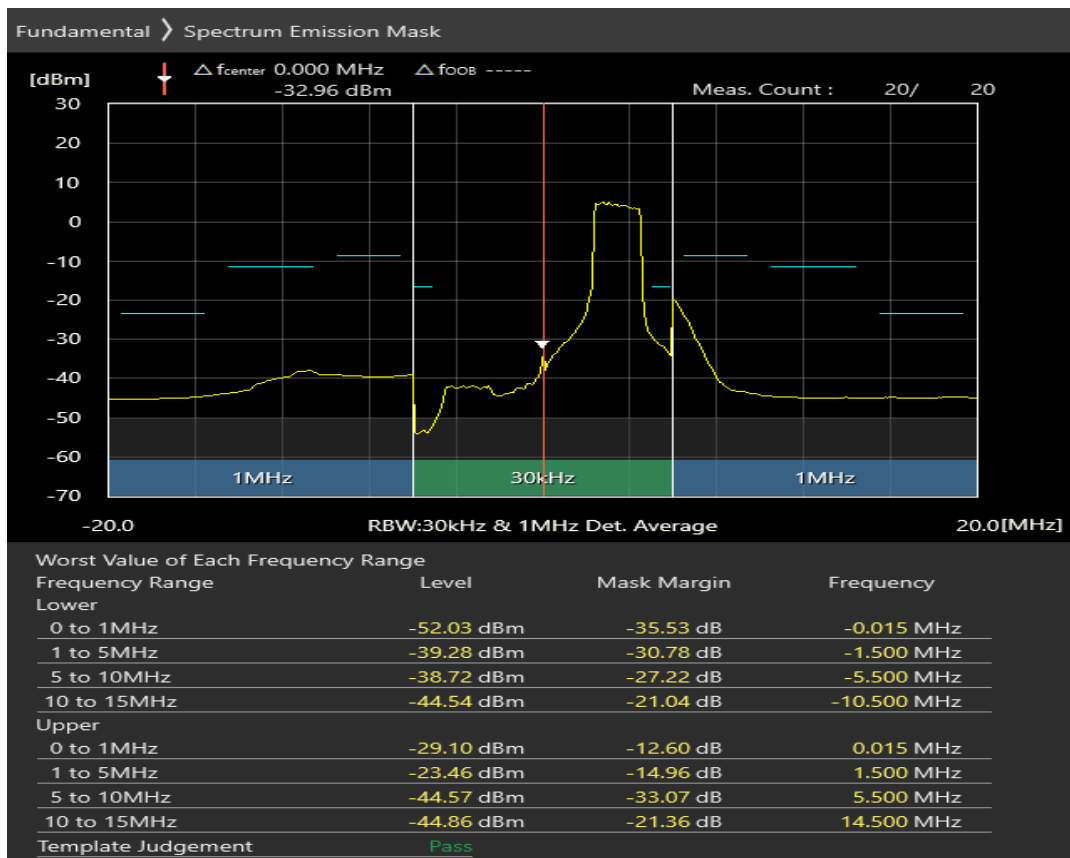 Fundamental ❯ Spectrum Emission Mask
[dBm] △ fcenter 0.000 MHz △ fOOB -----
-32.96 dBm Meas. Count : 20/ 20
30
20
10
0
-10
-20
-30
-40
-50
-60
1MHz 30kHz 1MHz
-70
-20.0 RBW:30kHz & 1MHz Det. Average 20.0[MHz]
Worst Value of Each Frequency Range
Frequency Range Level Mask Margin Frequency
Lower
0 to 1MHz -52.03 dBm -35.53 dB -0.015 MHz
1 to 5MHz -39.28 dBm -30.78 dB -1.500 MHz
5 to 10MHz -38.72 dBm -27.22 dB -5.500 MHz
10 to 15MHz -44.54 dBm -21.04 dB -10.500 MHz
Upper
0 to 1MHz -29.10 dBm -12.60 dB 0.015 MHz
1 to 5MHz -23.46 dBm -14.96 dB 1.500 MHz
5 to 10MHz -44.57 dBm -33.07 dB 5.500 MHz
10 to 15MHz -44.86 dBm -21.36 dB 14.500 MHz
Template Judgement Pass